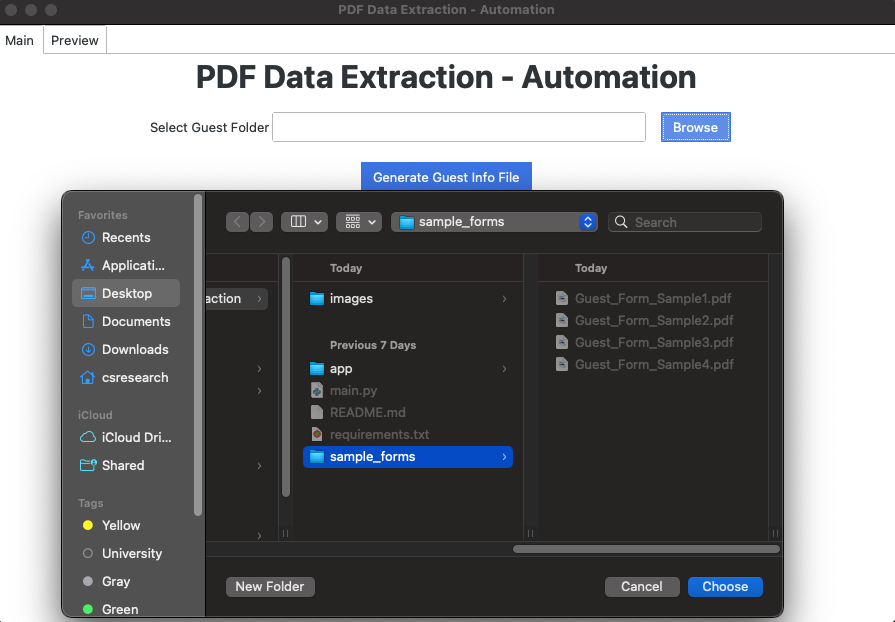 PDF Data Extraction - Automation
Main
Preview
PDF Data Extraction - Automation
Select Guest Folder
Browse
Generate Guest Info File
Favorites
Recents
Applicati...
Desktop
Documents
Downloads
csresearch
iCloud
iCloud Dri...
Shared
Tags
Yellow
University
Gray
Green
sample_forms
Search
action
Today
images
Previous 7 Days
app
main.py
README.md
requirements.txt
sample_forms
Today
Guest_Form_Sample1.pdf
Guest_Form_Sample2.pdf
Guest_Form_Sample3.pdf
Guest_Form_Sample4.pdf
New Folder
Cancel
Choose